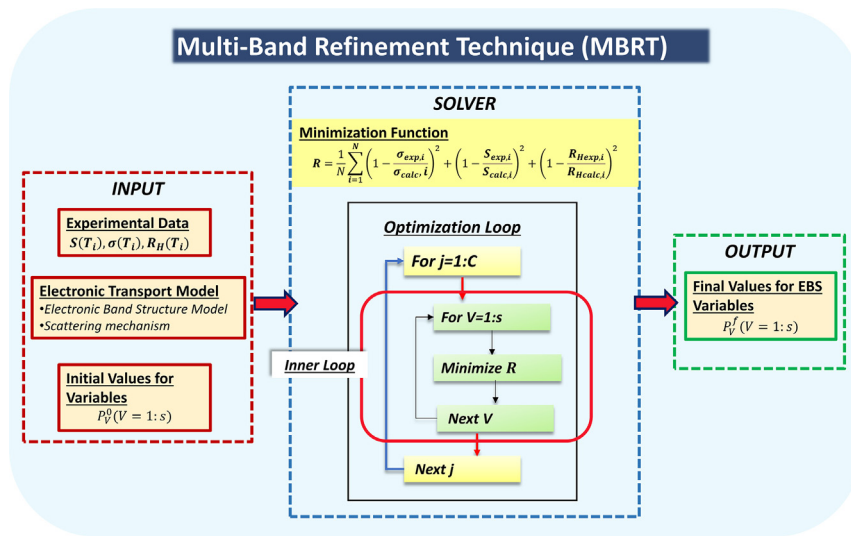 Multi-Band Refinement Technique (MBRT)
INPUT
Experimental Data
S(Tᵢ), σ(Tᵢ), R_H(Tᵢ)
Electronic Transport Model
•Electronic Band Structure Model
•Scattering mechanism
Initial Values for
Variables
P_V^0(V = 1: s)
SOLVER
Minimization Function
R = 1/N ∑_{i=1}^{N} (1 − σ_{exp,i}/σ_{calc},i)^2 + (1 − S_{exp,i}/S_{calc,i})^2 + (1 − R_{Hexp,i}/R_{Hcalc,i})^2
Optimization Loop
For j=1:C
For V=1:s
Inner Loop
Minimize R
Next V
Next j
OUTPUT
Final Values for EBS
Variables
P_V^f(V = 1: s)